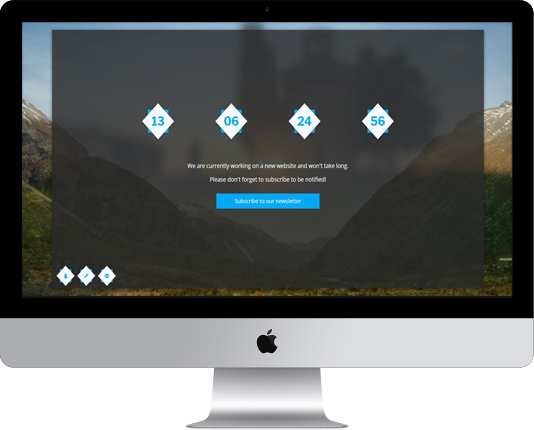 13 06 24 56
We are currently working on a new website and won't take long.
Please don't forget to subscribe to be notified!
Subscribe to our newsletter